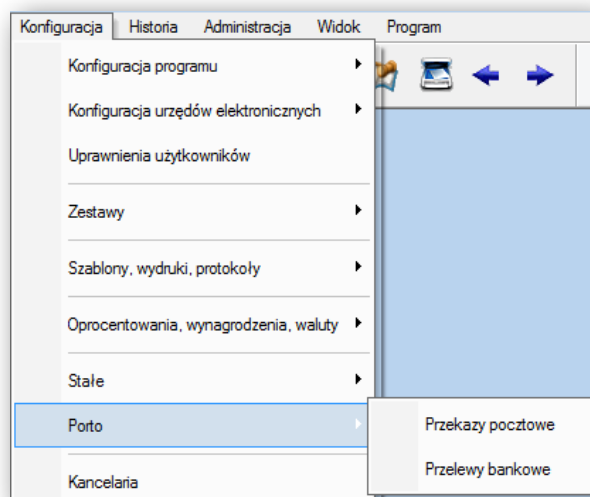 Konfiguracja Historia Administracja Widok Program
Konfiguracja programu
Konfiguracja urzędów elektronicznych
Uprawnienia użytkowników
Zestawy
Szablony, wydruki, protokoły
Oprocentowania, wynagrodzenia, waluty
Stałe
Porto
Przekazy pocztowe
Przelewy bankowe
Kancelaria